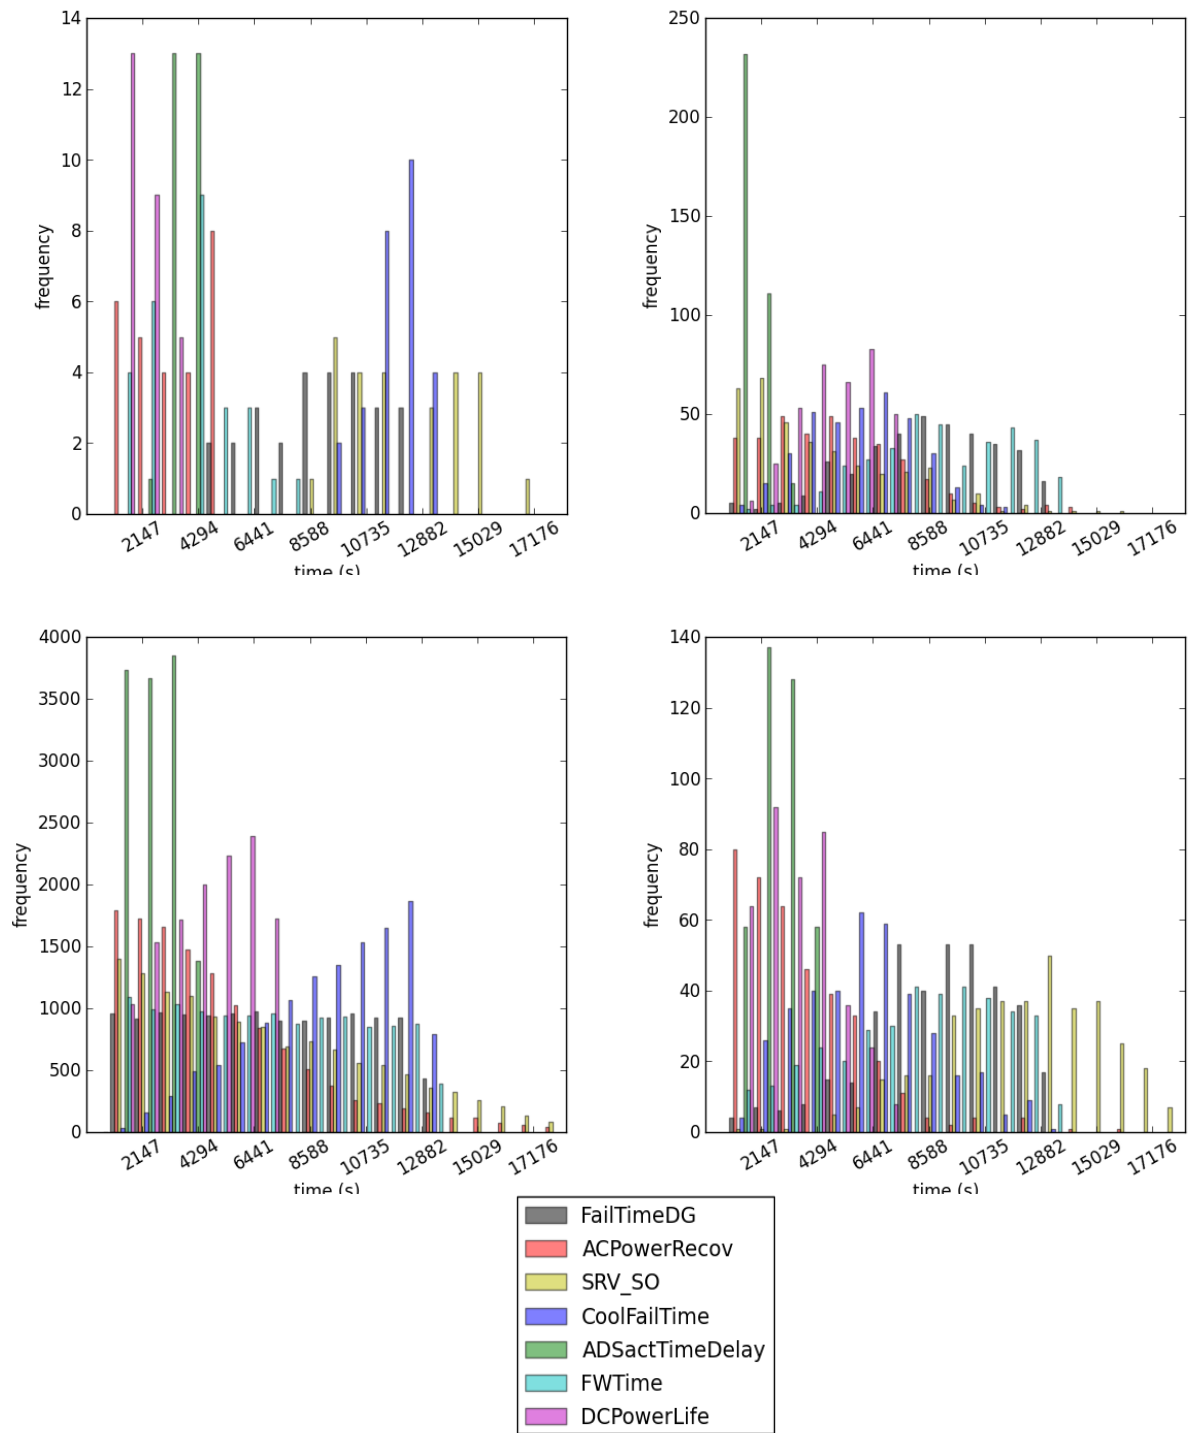 14
12
10
8
6
4
2
0
frequency
2147 4294 6441 8588 10735 12882 15029 17176
time (s)
250
200
150
100
50
0
frequency
2147 4294 6441 8588 10735 12882 15029 17176
time (s)
4000
3500
3000
2500
2000
1500
1000
500
0
frequency
2147 4294 6441 8588 10735 12882 15029 17176
time (s)
140
120
100
80
60
40
20
0
frequency
2147 4294 6441 8588 10735 12882 15029 17176
time (s)
FailTimeDG
ACPowerRecov
SRV_SO
CoolFailTime
ADSactTimeDelay
FWTime
DCPowerLife